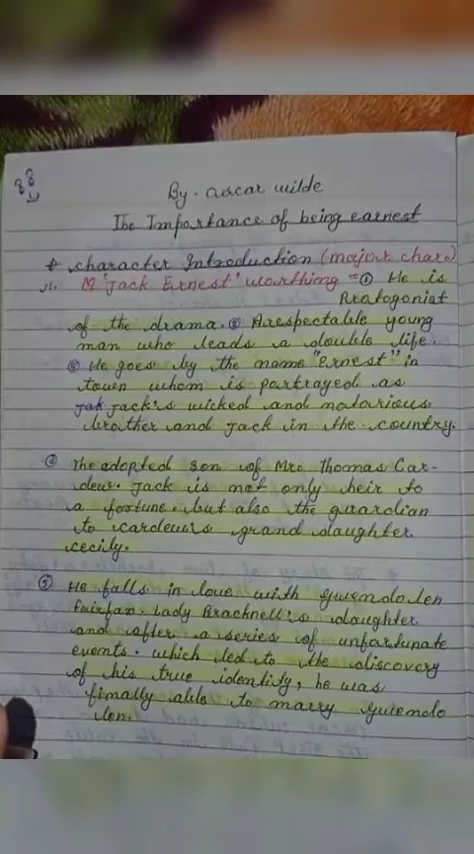 By. oscar wilde
The Importance of being earnest
* character Introduction (major char.)
M 'Jack Ernest' worthing = ① He is
Protogonist
of the drama. ② A respectable young
man who leads a double life.
③ He goes by the name "Ernest" in
town whom is portrayed as
jack's wicked and notorious
brother and jack in the country.
④ The adopted son of Mr. Thomas Car-
dew. Jack is not only heir to
a fortune. but also the guardian
to cardew's grand daughter
cecily.
⑤ He falls in love with gwendolen
fairfax. Lady Bracknell's daughter
and after a series of unfortunate
events. which led to the discovery
of his true identity, he was
finally able to marry gwendo
len.